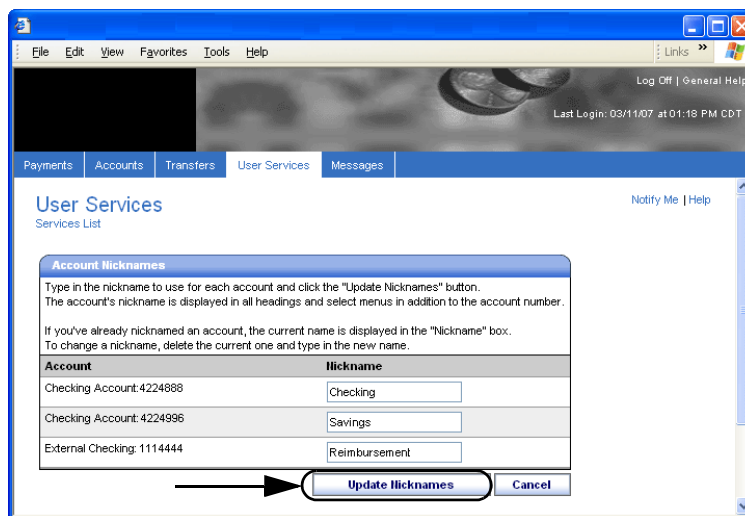 File Edit View Favorites Tools Help Links »
Log Off | General Help
Last Login: 03/11/07 at 01:18 PM CDT
Payments Accounts Transfers User Services Messages
User Services
Notify Me | Help
Services List
Account Nicknames
Type in the nickname to use for each account and click the "Update Nicknames" button.
The account's nickname is displayed in all headings and select menus in addition to the account number.
If you've already nicknamed an account, the current name is displayed in the "Nickname" box.
To change a nickname, delete the current one and type in the new name.
Account Nickname
Checking Account:4224888 Checking
Checking Account:4224996 Savings
External Checking: 1114444 Reimbursement
Update Nicknames Cancel